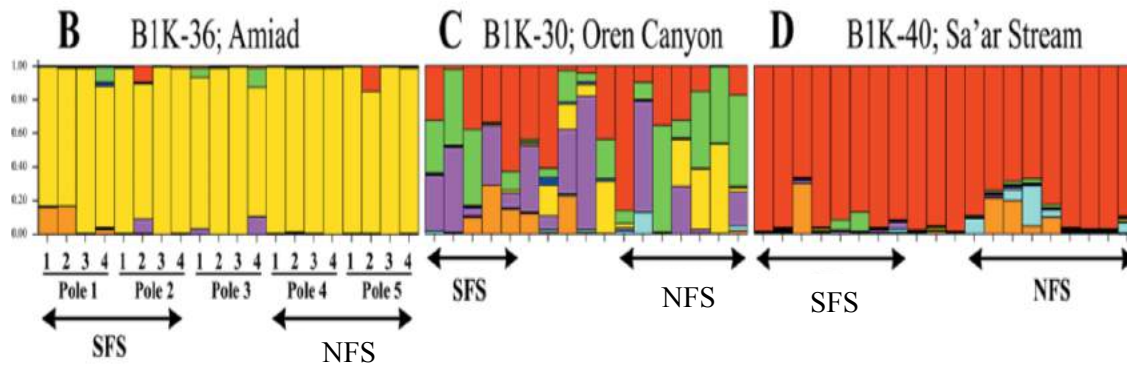 B B1K-36; Amiad
C B1K-30; Oren Canyon
D B1K-40; Sa'ar Stream
1.00
0.80
0.60
0.40
0.20
0.00
1 2 3 4 1 2 3 4 1 2 3 4 1 2 3 4 1 2 3 4
Pole 1 Pole 2 Pole 3 Pole 4 Pole 5
SFS NFS
SFS NFS
SFS NFS